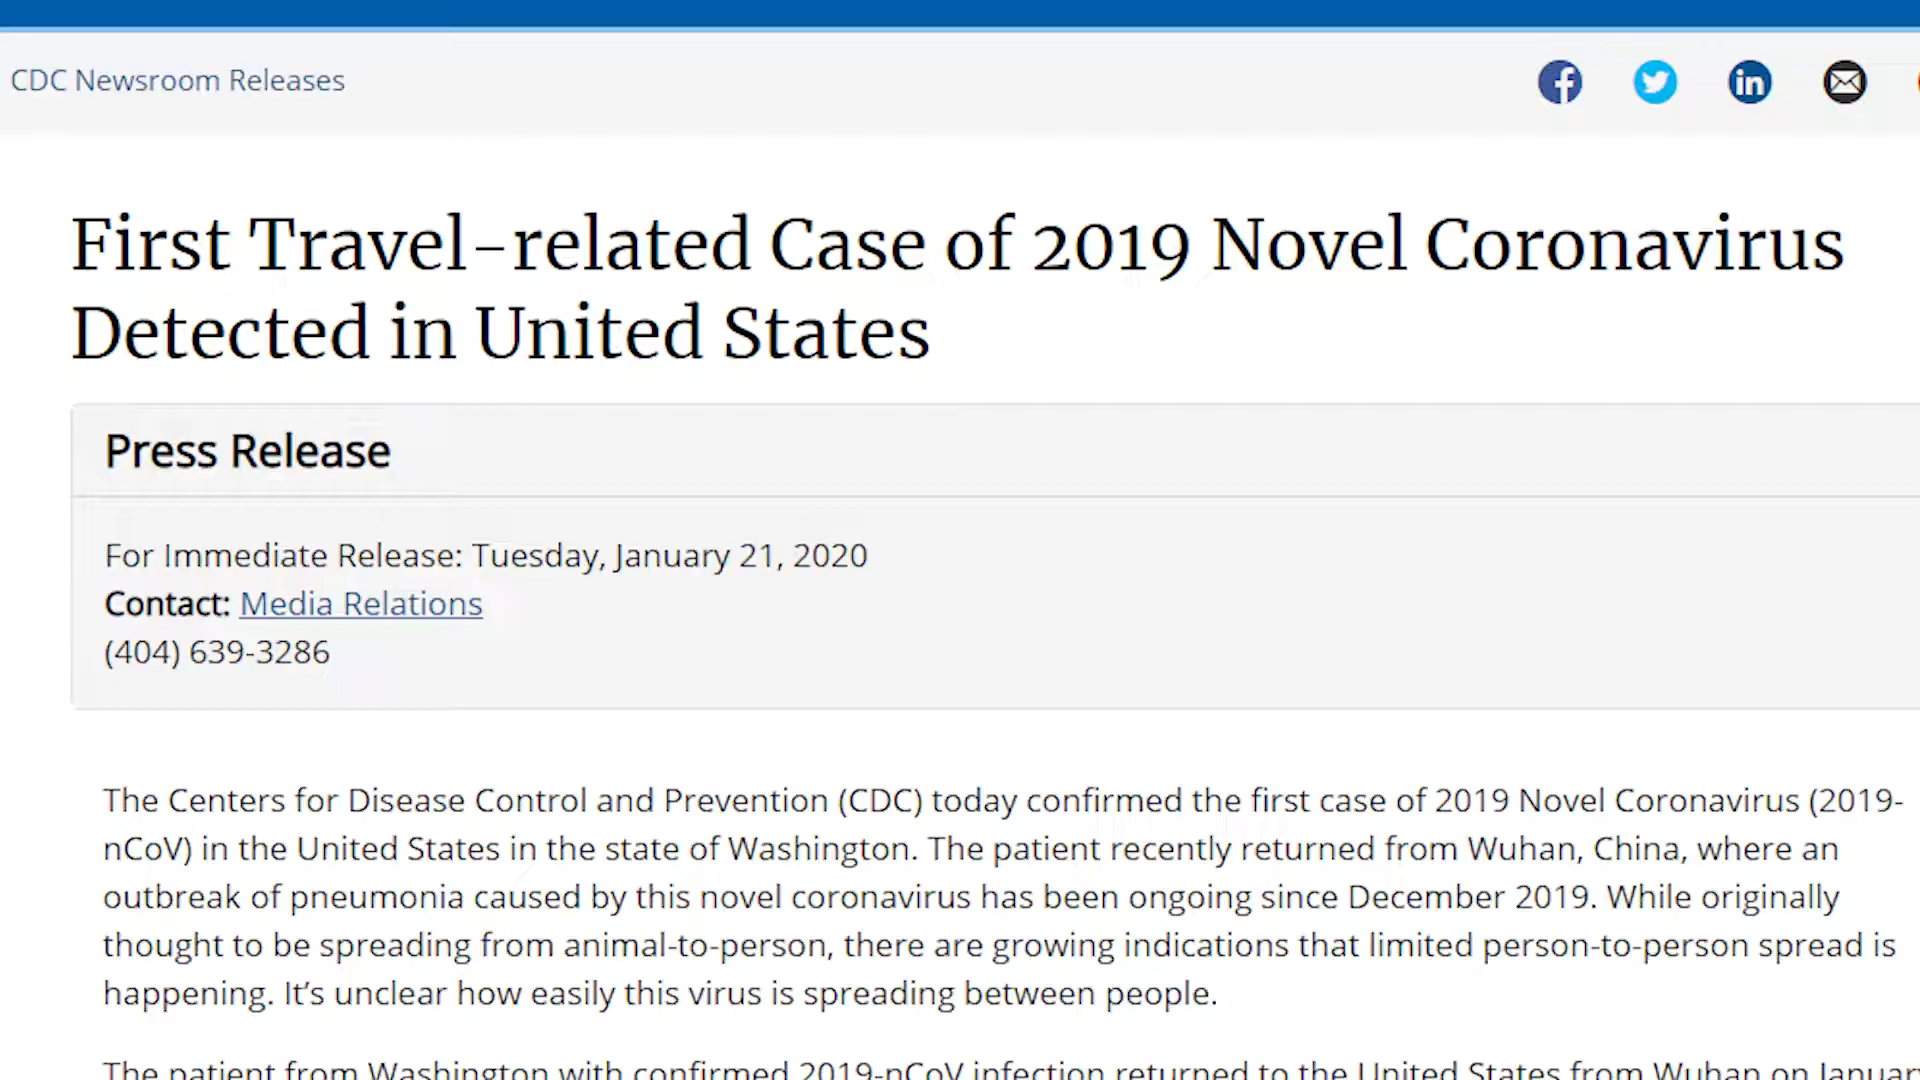 CDC Newsroom Releases
First Travel-related Case of 2019 Novel Coronavirus
Detected in United States
Press Release
For Immediate Release: Tuesday, January 21, 2020
Contact: Media Relations
(404) 639-3286
The Centers for Disease Control and Prevention (CDC) today confirmed the first case of 2019 Novel Coronavirus (2019-
nCoV) in the United States in the state of Washington. The patient recently returned from Wuhan, China, where an
outbreak of pneumonia caused by this novel coronavirus has been ongoing since December 2019. While originally
thought to be spreading from animal-to-person, there are growing indications that limited person-to-person spread is
happening. It’s unclear how easily this virus is spreading between people.
The patient from Washington with confirmed 2019-nCoV infection returned to the United States from Wuhan on January